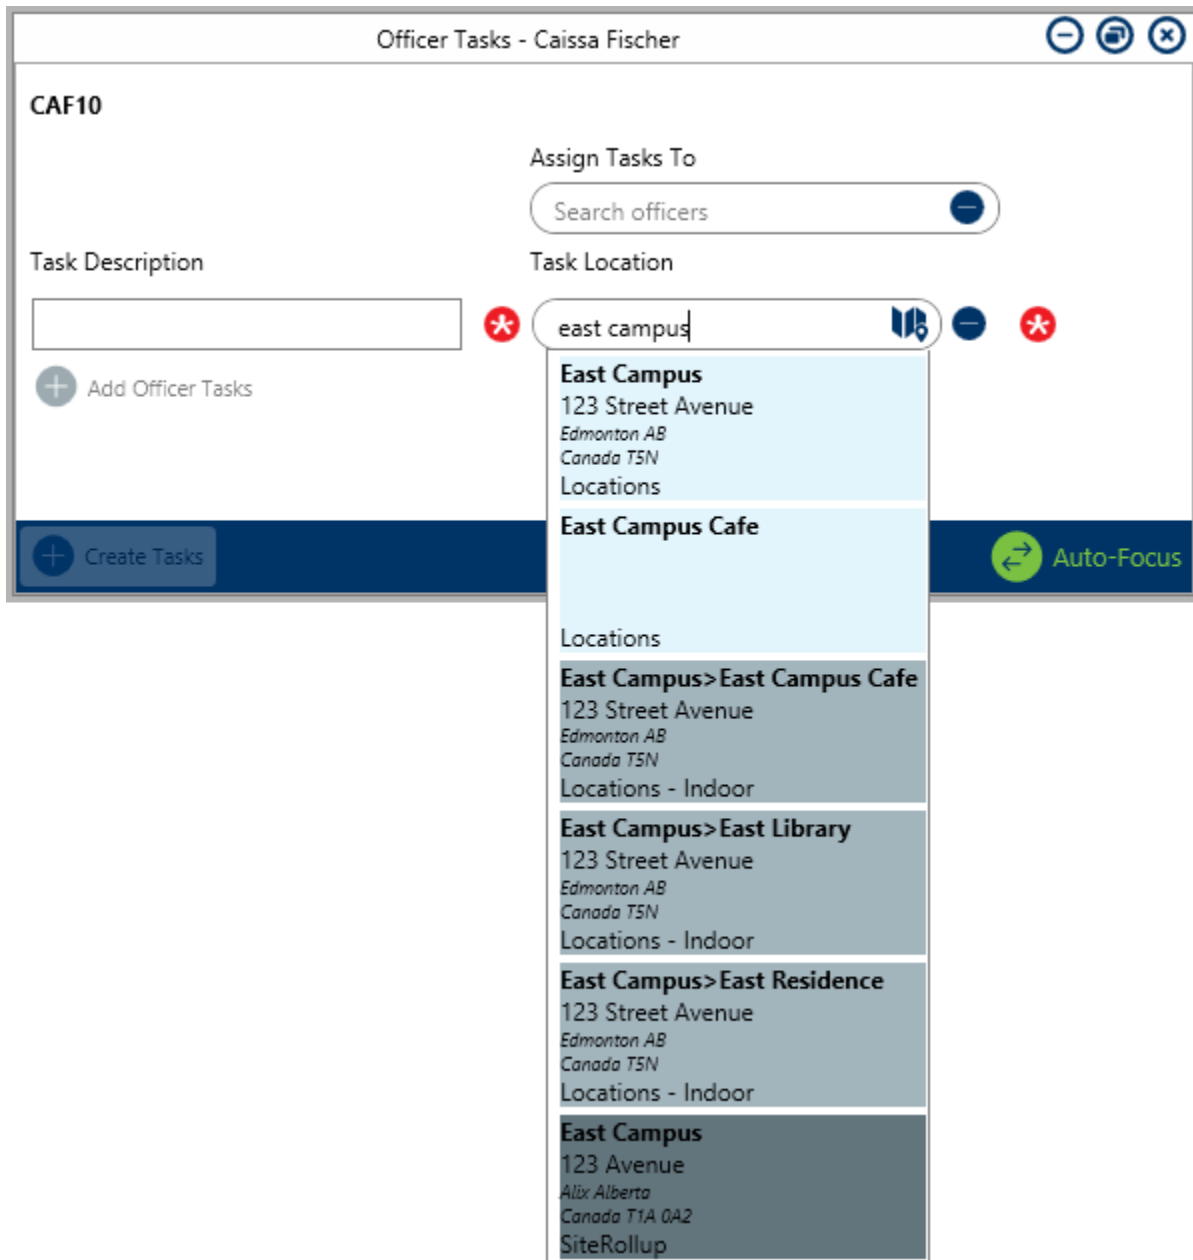 Officer Tasks - Caissa Fischer
CAF10
Assign Tasks To
Search officers
Task Description
Task Location
east campus
Add Officer Tasks
East Campus
123 Street Avenue
Edmonton AB
Canada T5N
Locations
East Campus Cafe
Locations
Create Tasks
Auto-Focus
East Campus>East Campus Cafe
123 Street Avenue
Edmonton AB
Canada T5N
Locations - Indoor
East Campus>East Library
123 Street Avenue
Edmonton AB
Canada T5N
Locations - Indoor
East Campus>East Residence
123 Street Avenue
Edmonton AB
Canada T5N
Locations - Indoor
East Campus
123 Avenue
Alix Alberta
Canada T1A 0A2
SiteRollup